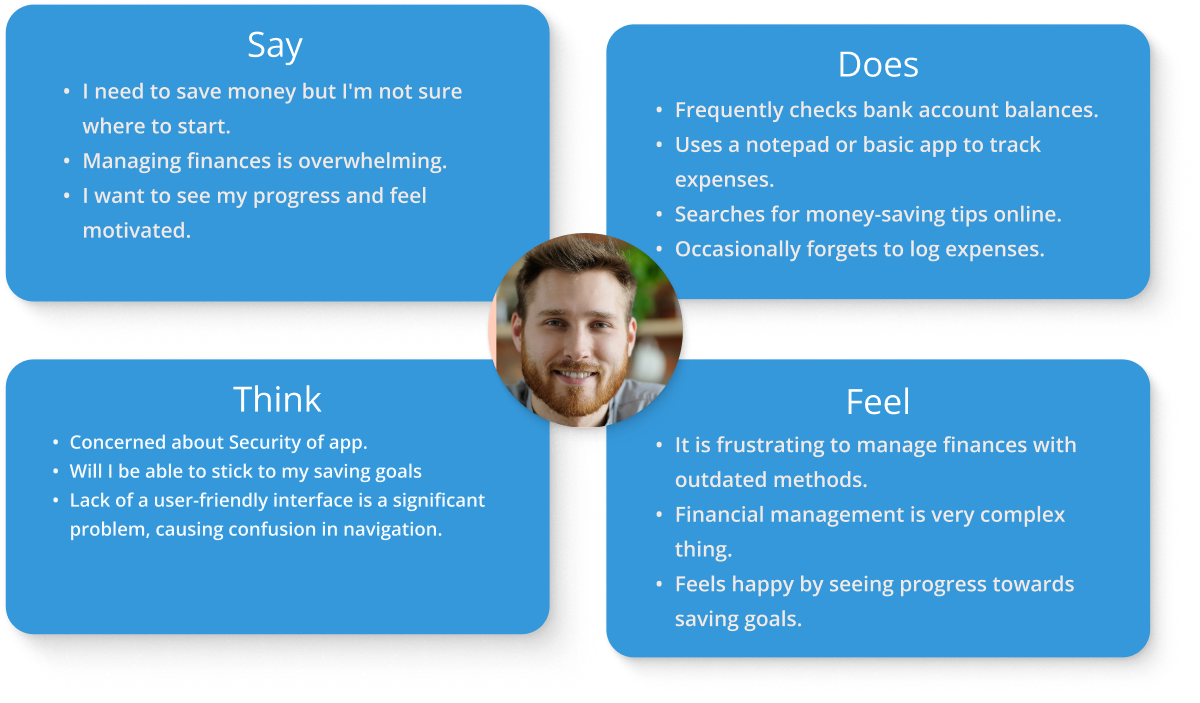 Say
• I need to save money but I'm not sure
where to start.
• Managing finances is overwhelming.
• I want to see my progress and feel
motivated.
Does
• Frequently checks bank account balances.
• Uses a notepad or basic app to track
expenses.
• Searches for money-saving tips online.
• Occasionally forgets to log expenses.
Think
• Concerned about Security of app.
• Will I be able to stick to my saving goals
• Lack of a user-friendly interface is a significant
problem, causing confusion in navigation.
Feel
• It is frustrating to manage finances with
outdated methods.
• Financial management is very complex
thing.
• Feels happy by seeing progress towards
saving goals.